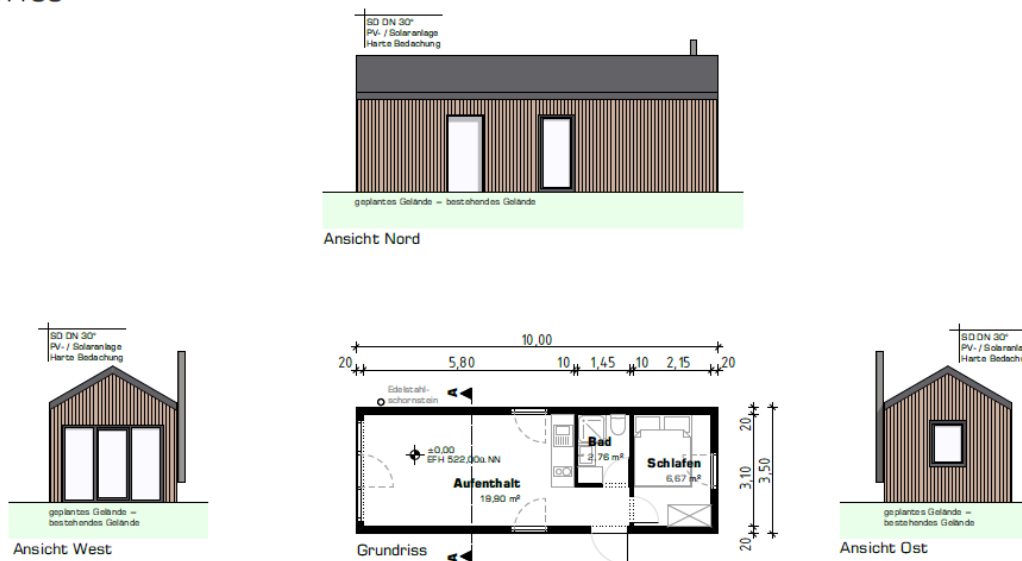 SD DN 30°
PV- / Solaranlage
Harte Bedachung
geplantes Gelände = bestehendes Gelände
Ansicht Nord
SD DN 30°
PV- / Solaranlage
Harte Bedachung
geplantes Gelände =
bestehendes Gelände
Ansicht West
10,00
20 5,80 10 1,45 10 2,15 20
Edelstahl-
schornstein
A
±0,00
EFH 522,00ü.NN
Aufenthalt
19,80 m²
Bad
2,76 m²
Schlafen
6,67 m²
20
3,10
3,50
20
A
Grundriss
SD DN 30°
PV- / Solaranla
Harte Bedach
geplantes Gelände =
bestehendes Gelände
Ansicht Ost